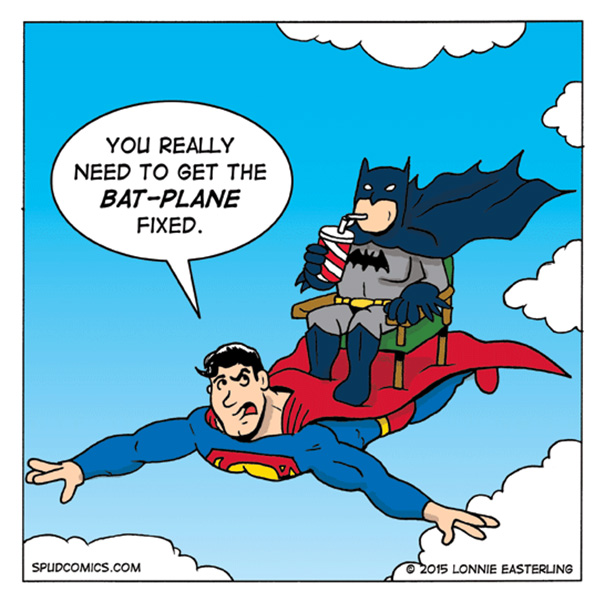 YOU REALLY
NEED TO GET THE
BAT-PLANE
FIXED.
SPUDCOMICS.COM
© 2015 LONNIE EASTERLING